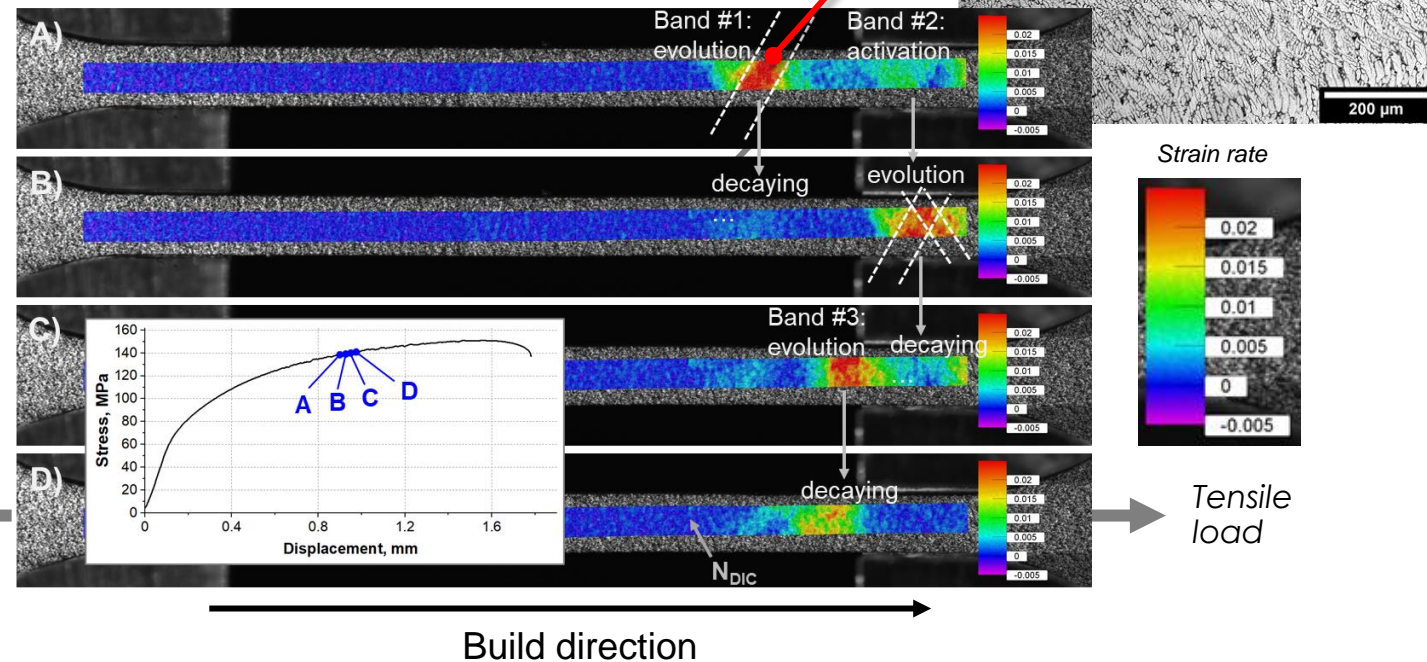 A)
Band #1:
evolution
Band #2:
activation
0.02
0.015
0.01
0.005
0
-0.005
200 µm
B)
decaying
evolution
...
0.02
0.015
0.01
0.005
0
-0.005
Strain rate
0.02
0.015
0.01
0.005
0
-0.005
C)
Band #3:
evolution
decaying
...
0.02
0.015
0.01
0.005
0
-0.005
160
140
120
100
80
60
40
20
0
Stress, MPa
A
B
C
D
0
0.4
0.8
1.2
1.6
Displacement, mm
D)
decaying
N_DIC
0.02
0.015
0.01
0.005
0
-0.005
Tensile
load
Build direction